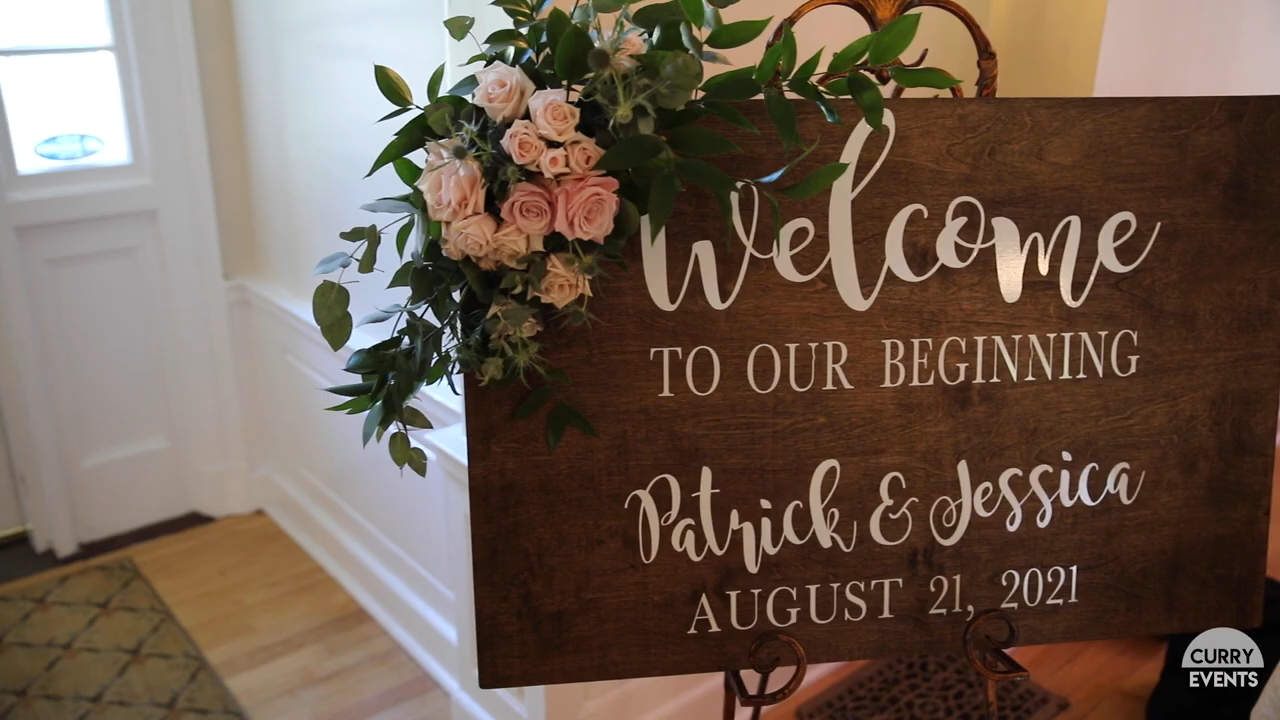 Welcome
TO OUR BEGINNING
Patrick & Jessica
AUGUST 21, 2021
CURRY
EVENTS